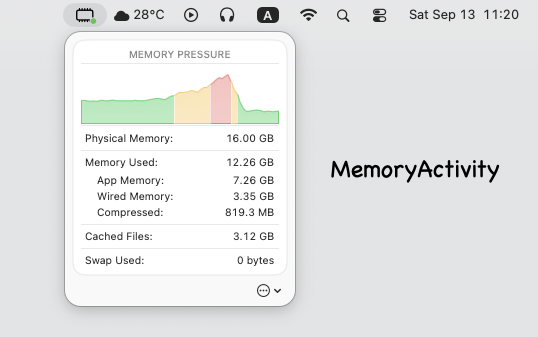 28°C
A
Sat Sep 13 11:20
MEMORY PRESSURE
Physical Memory: 16.00 GB
Memory Used: 12.26 GB
App Memory: 7.26 GB
Wired Memory: 3.35 GB
Compressed: 819.3 MB
Cached Files: 3.12 GB
Swap Used: 0 bytes
MemoryActivity